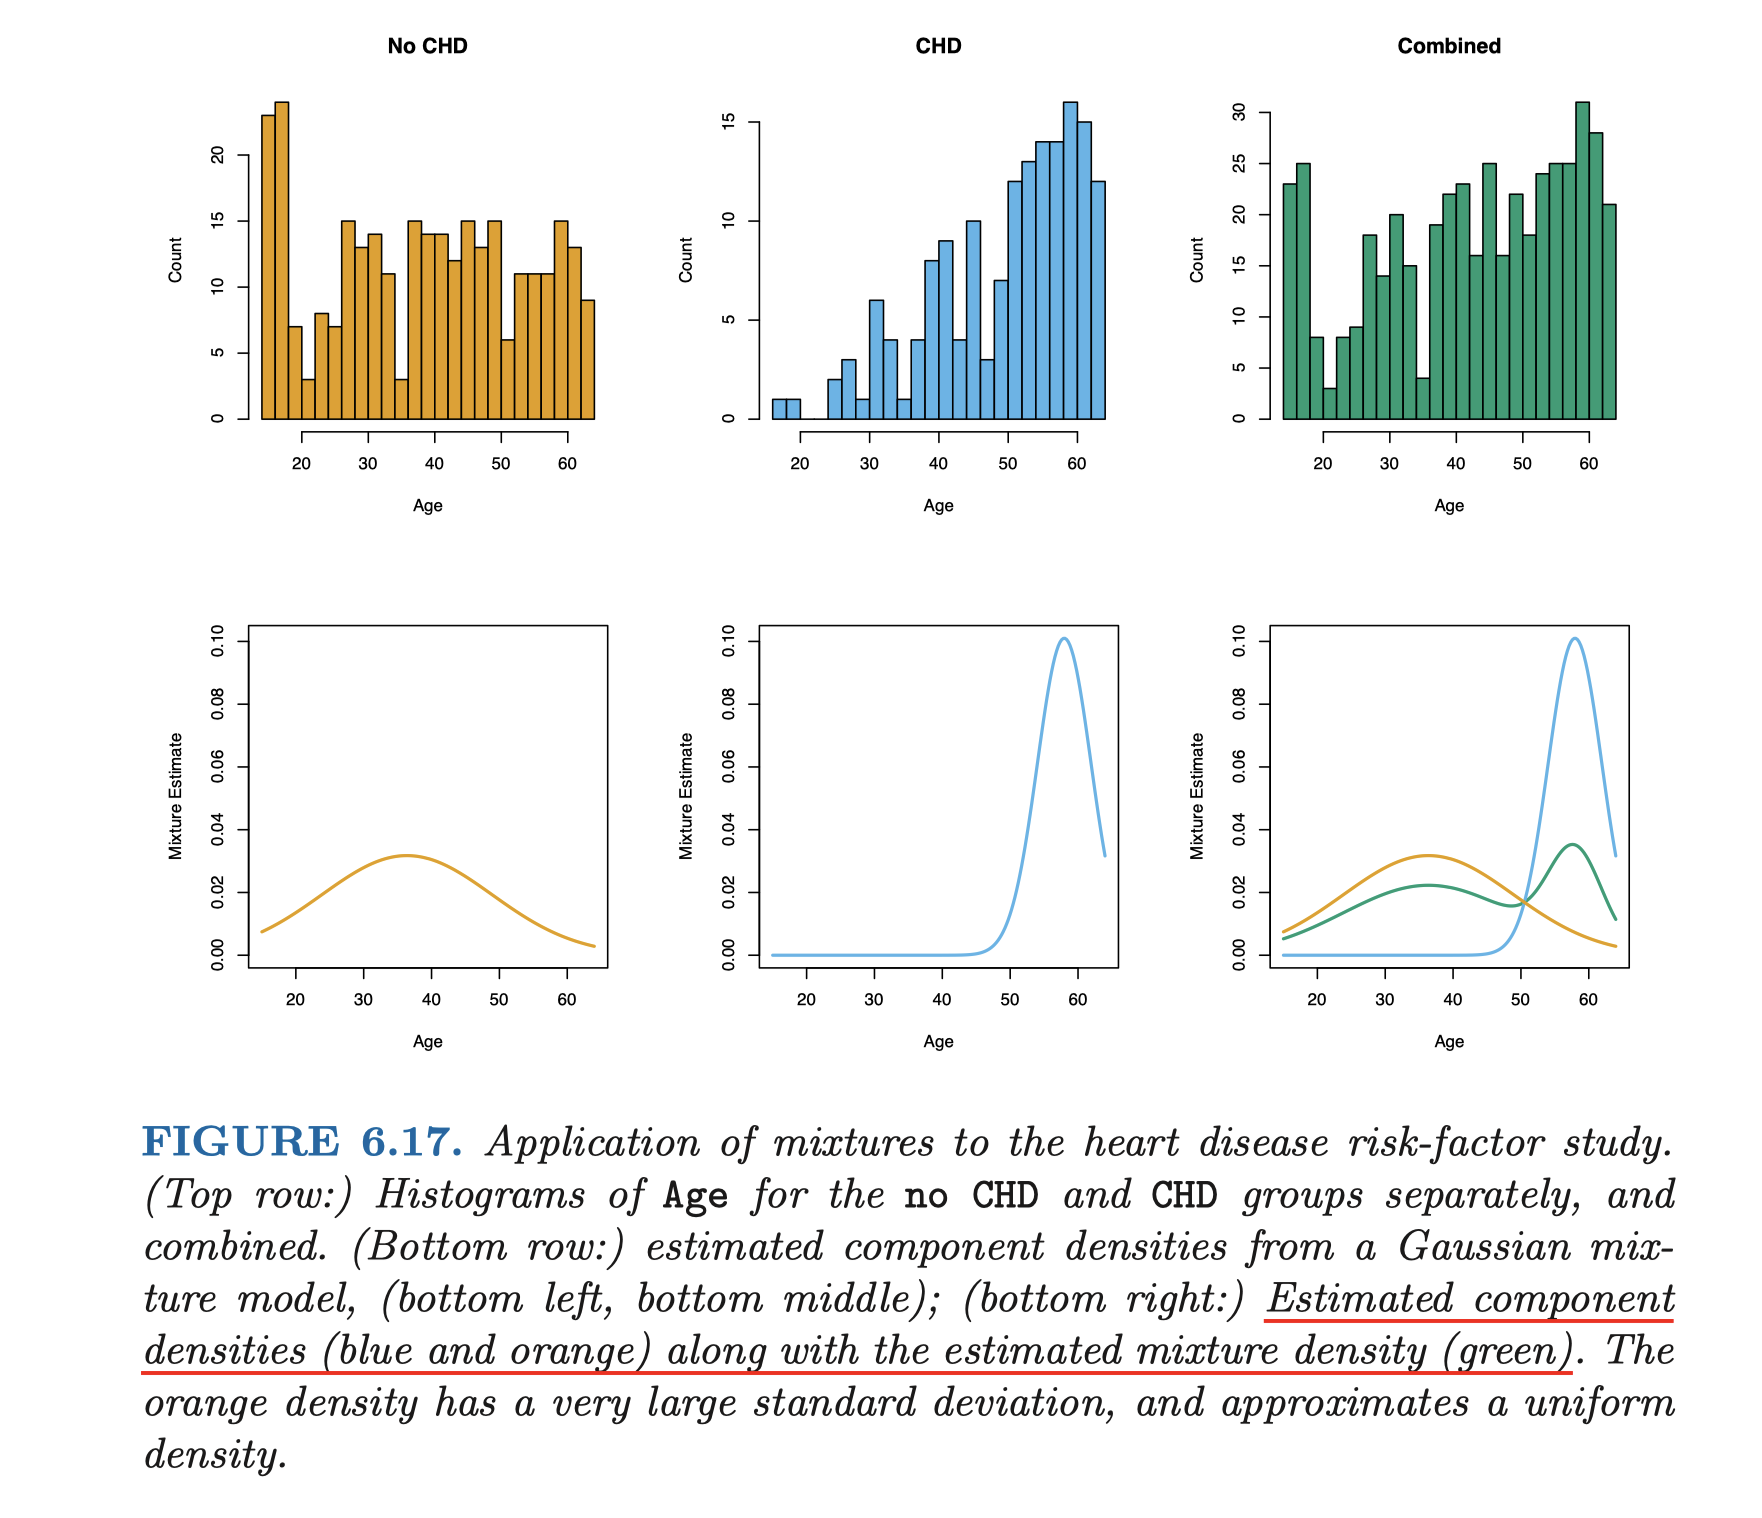 No CHD
CHD
Combined
Count
0
5
10
15
20
20
30
40
50
60
Age
Count
0
5
10
15
20
30
40
50
60
Age
Count
0
5
10
15
20
25
30
20
30
40
50
60
Age
Mixture Estimate
0.00
0.02
0.04
0.06
0.08
0.10
20
30
40
50
60
Age
Mixture Estimate
0.00
0.02
0.04
0.06
0.08
0.10
20
30
40
50
60
Age
Mixture Estimate
0.00
0.02
0.04
0.06
0.08
0.10
20
30
40
50
60
Age
FIGURE 6.17. Application of mixtures to the heart disease risk-factor study.
(Top row:) Histograms of Age for the no CHD and CHD groups separately, and
combined. (Bottom row:) estimated component densities from a Gaussian mix-
ture model, (bottom left, bottom middle); (bottom right:) Estimated component
densities (blue and orange) along with the estimated mixture density (green). The
orange density has a very large standard deviation, and approximates a uniform
density.